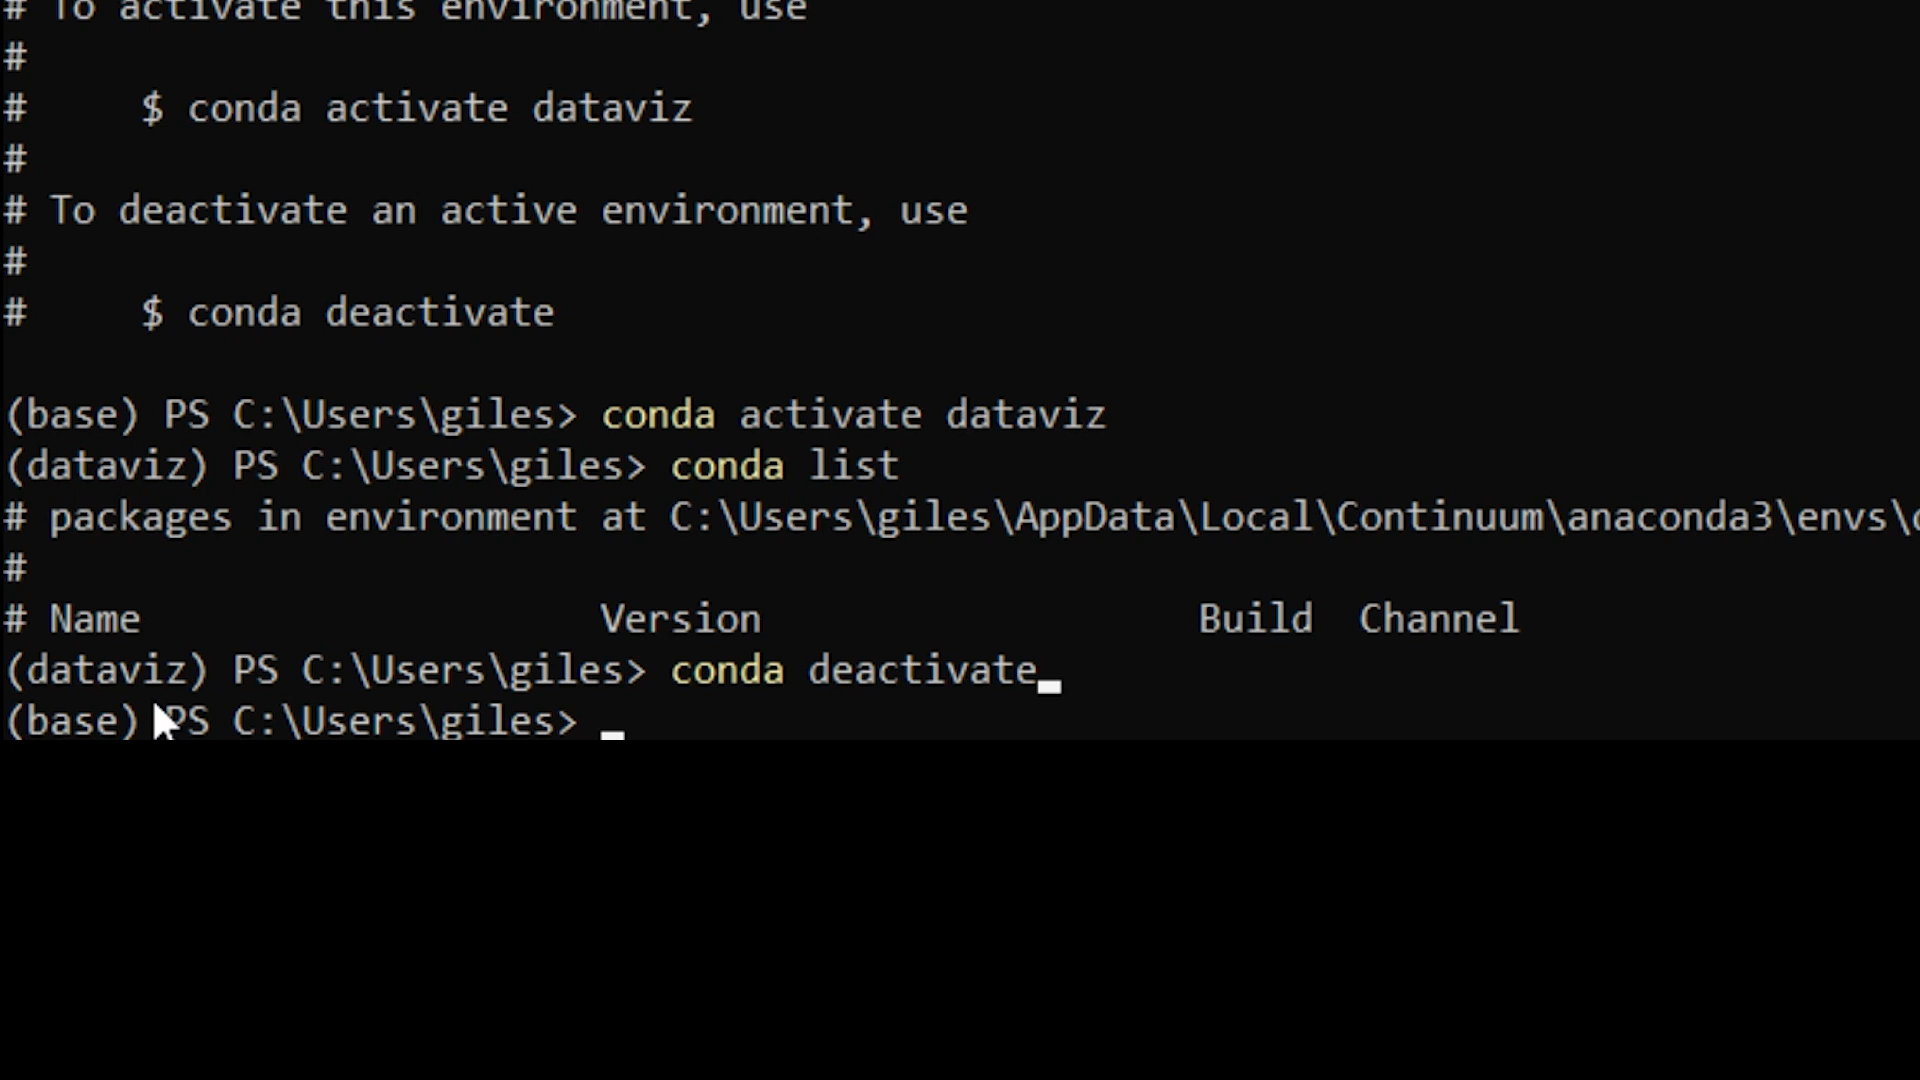 # To activate this environment, use
#
# $ conda activate dataviz
#
# To deactivate an active environment, use
#
# $ conda deactivate
(base) PS C:\Users\giles> conda activate dataviz
(dataviz) PS C:\Users\giles> conda list
# packages in environment at C:\Users\giles\AppData\Local\Continuum\anaconda3\envs\
#
# Name Version Build Channel
(dataviz) PS C:\Users\giles> conda deactivate
(base) PS C:\Users\giles>